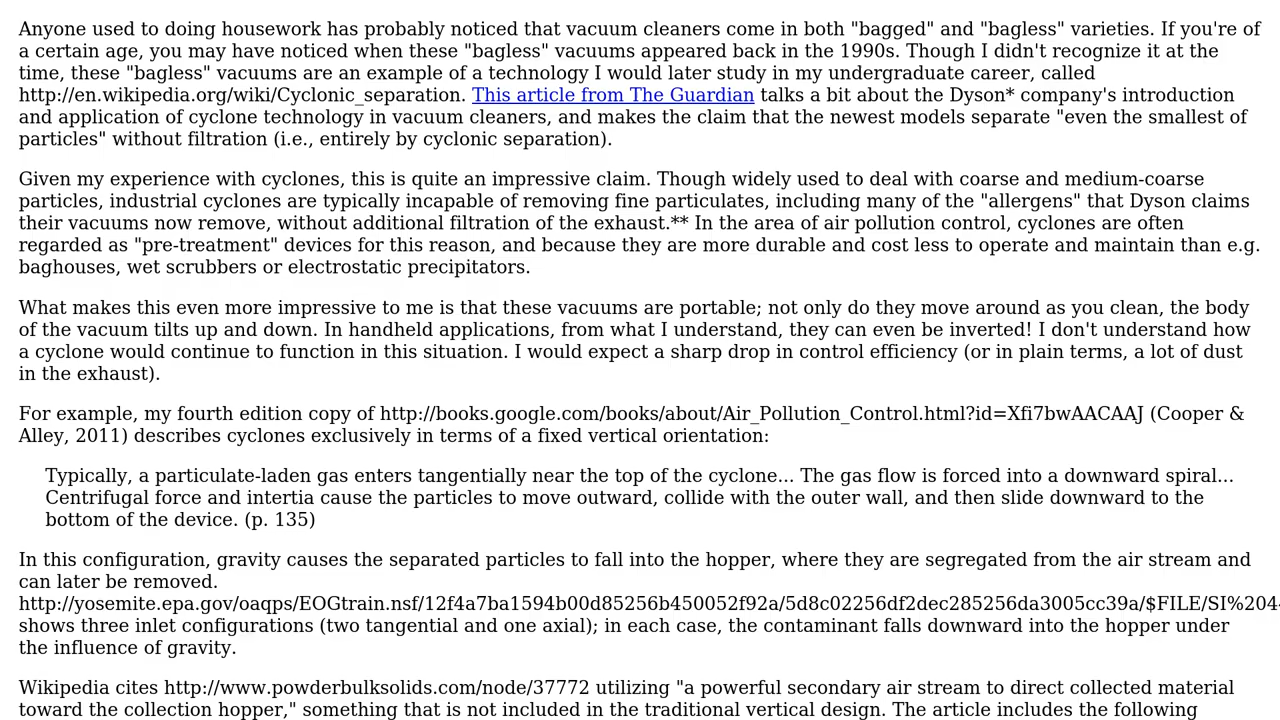 Anyone used to doing housework has probably noticed that vacuum cleaners come in both "bagged" and "bagless" varieties. If you're of
a certain age, you may have noticed when these "bagless" vacuums appeared back in the 1990s. Though I didn't recognize it at the
time, these "bagless" vacuums are an example of a technology I would later study in my undergraduate career, called
http://en.wikipedia.org/wiki/Cyclonic_separation. This article from The Guardian talks a bit about the Dyson* company's introduction
and application of cyclone technology in vacuum cleaners, and makes the claim that the newest models separate "even the smallest of
particles" without filtration (i.e., entirely by cyclonic separation).
Given my experience with cyclones, this is quite an impressive claim. Though widely used to deal with coarse and medium-coarse
particles, industrial cyclones are typically incapable of removing fine particulates, including many of the "allergens" that Dyson claims
their vacuums now remove, without additional filtration of the exhaust.** In the area of air pollution control, cyclones are often
regarded as "pre-treatment" devices for this reason, and because they are more durable and cost less to operate and maintain than e.g.
baghouses, wet scrubbers or electrostatic precipitators.
What makes this even more impressive to me is that these vacuums are portable; not only do they move around as you clean, the body
of the vacuum tilts up and down. In handheld applications, from what I understand, they can even be inverted! I don't understand how
a cyclone would continue to function in this situation. I would expect a sharp drop in control efficiency (or in plain terms, a lot of dust
in the exhaust).
For example, my fourth edition copy of http://books.google.com/books/about/Air_Pollution_Control.html?id=Xfi7bwAACAAJ (Cooper &
Alley, 2011) describes cyclones exclusively in terms of a fixed vertical orientation:
Typically, a particulate-laden gas enters tangentially near the top of the cyclone... The gas flow is forced into a downward spiral...
Centrifugal force and inertia cause the particles to move outward, collide with the outer wall, and then slide downward to the
bottom of the device. (p. 135)
In this configuration, gravity causes the separated particles to fall into the hopper, where they are segregated from the air stream and
can later be removed.
http://yosemite.epa.gov/oaqps/EOGtrain.nsf/12f4a7ba1594b00d85256b450052f92a/5d8c02256df2dec285256da3005cc39a/$FILE/SI%204
shows three inlet configurations (two tangential and one axial); in each case, the contaminant falls downward into the hopper under
the influence of gravity.
Wikipedia cites http://www.powderbulksolids.com/node/37772 utilizing "a powerful secondary air stream to direct collected material
toward the collection hopper," something that is not included in the traditional vertical design. The article includes the following